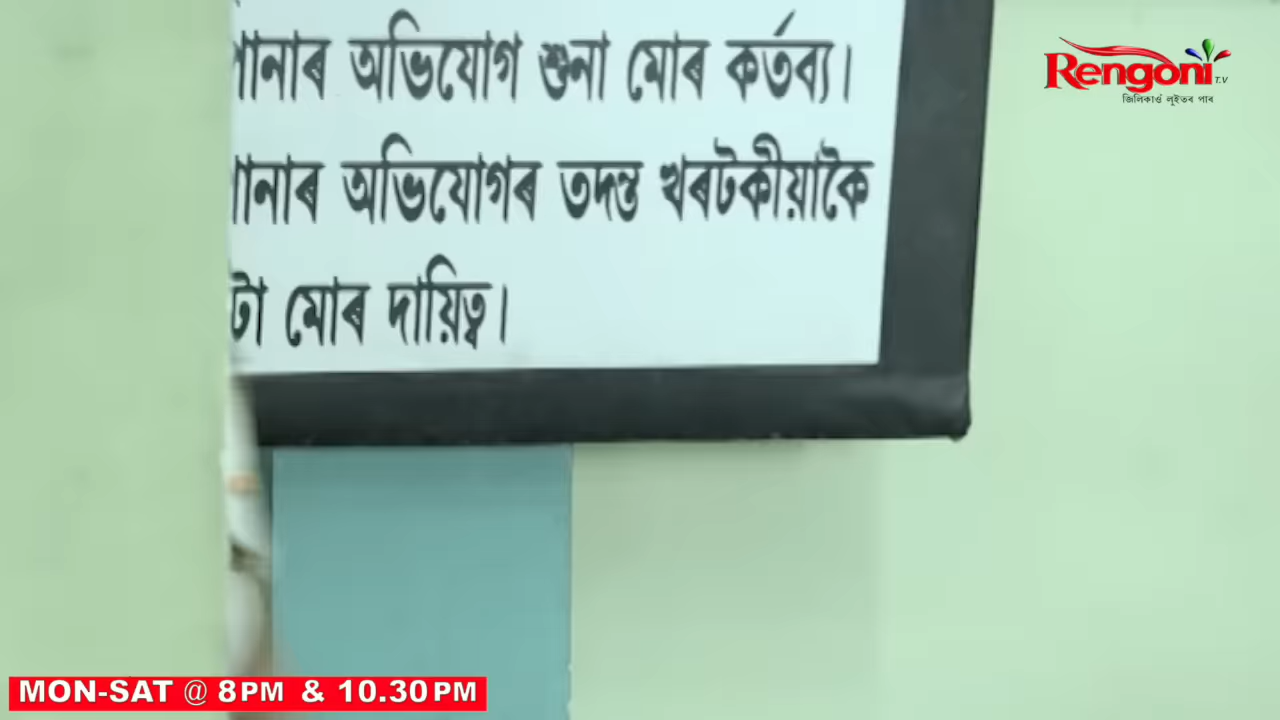 অভিযোগ শুনা মোৰ কৰ্তব্য।
অভিযোগৰ তদন্ত খৰটকীয়াকৈ
মোৰ দায়িত্ব।
Rengoni T.V
জিলিকাওঁ লুইতৰ পাৰ
MON-SAT @ 8PM & 10.30PM